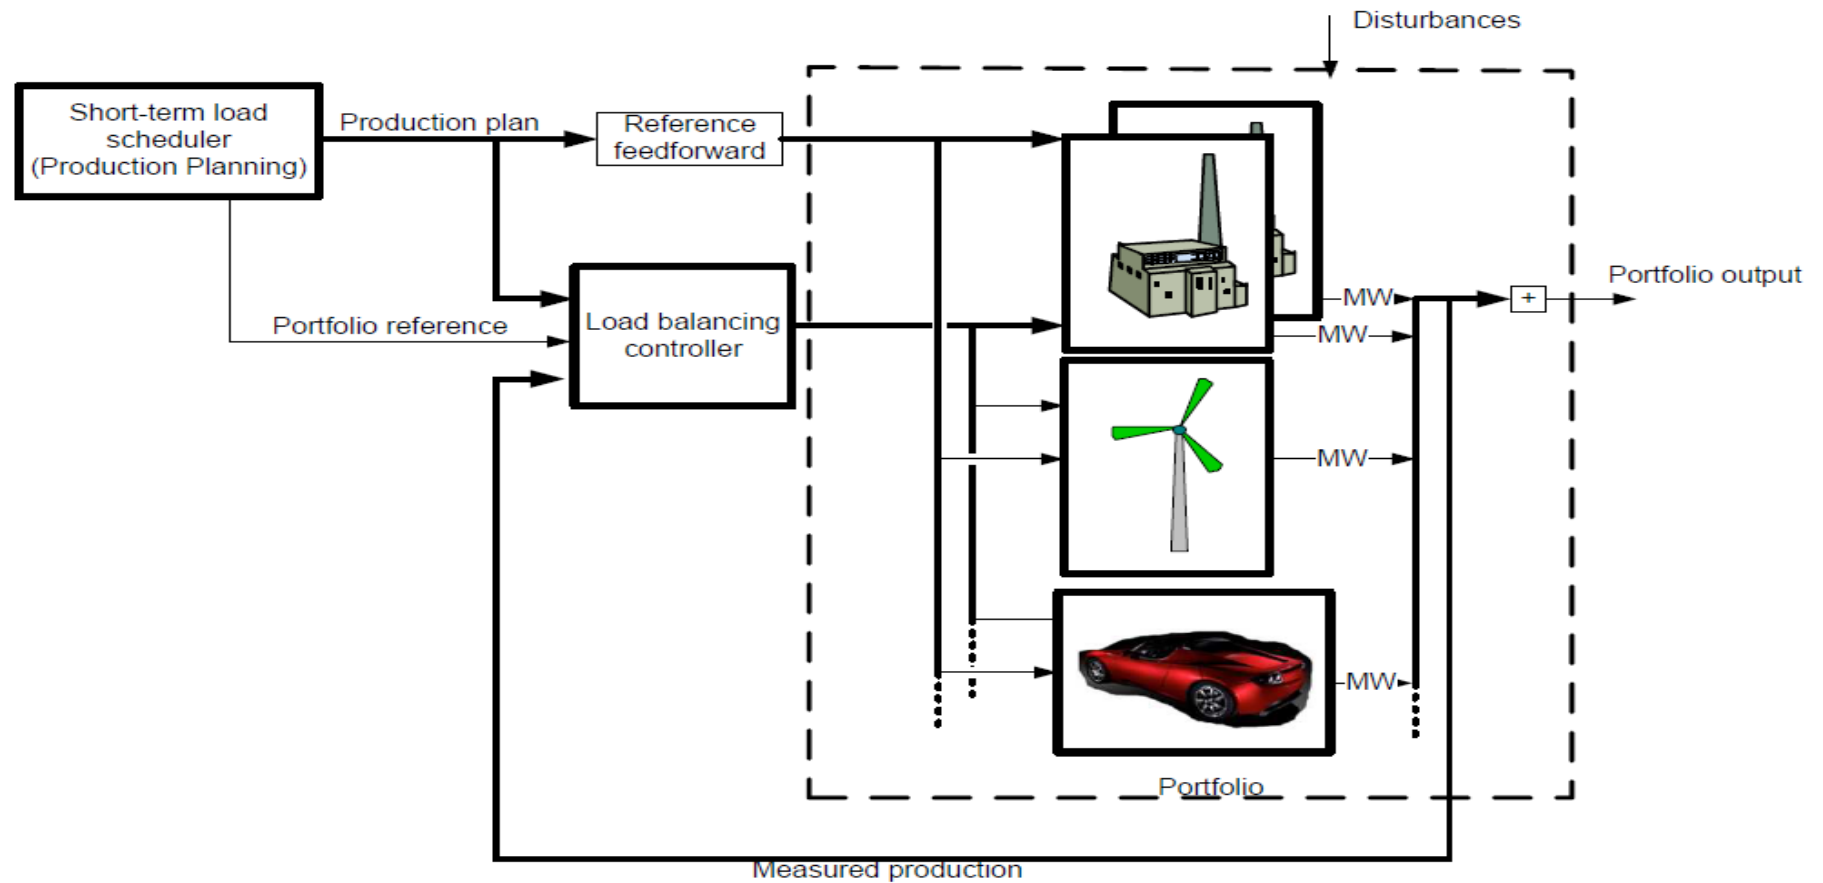 Disturbances
Short-term load
scheduler
(Production Planning)
Production plan
Reference
feedforward
Portfolio reference
Load balancing
controller
MW
MW
MW
MW
+
Portfolio output
Portfolio
Measured production